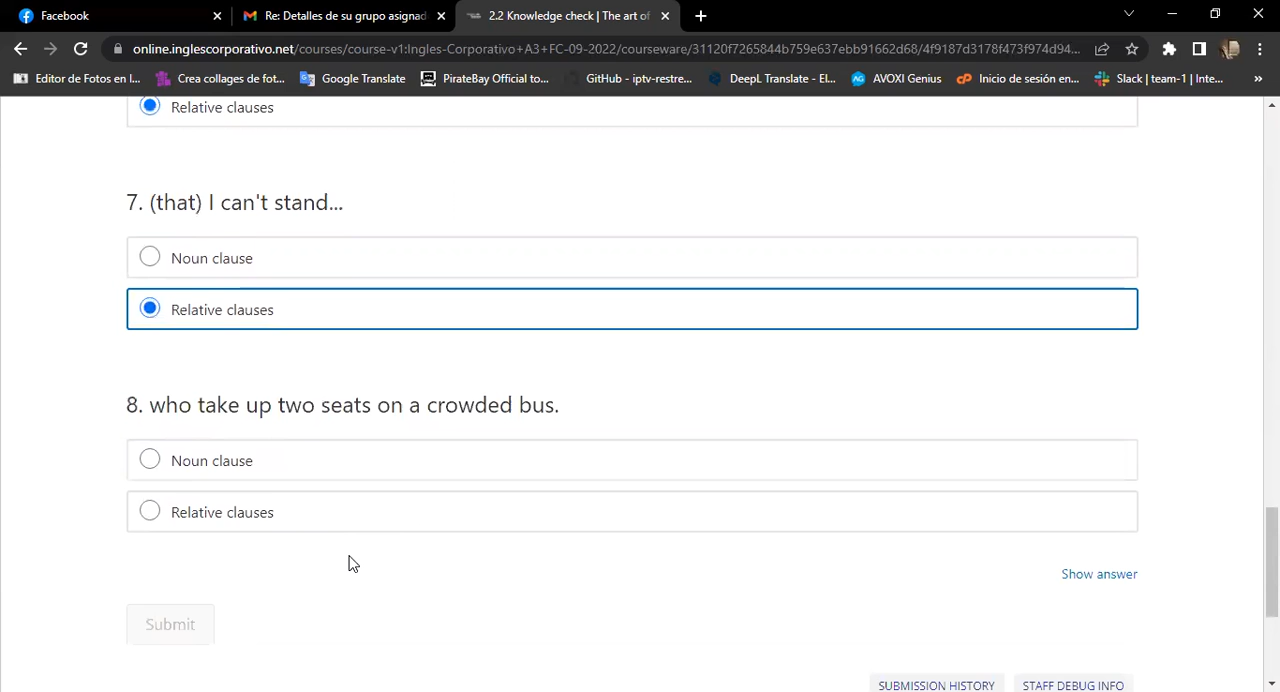 Facebook
Re: Detalles de su grupo asignad
2.2 Knowledge check | The art of
online.inglescorporativo.net/courses/course-v1:Ingles-Corporativo+A3+FC-09-2022/courseware/31120f7265844b759e637ebb91662d68/4f9187d3178f473f974d94...
Editor de Fotos en l...
Crea collages de fot...
Google Translate
PirateBay Official to...
GitHub - iptv-restre...
DeepL Translate - El...
AVOXI Genius
Inicio de sesión en...
Slack | team-1 | Inte...
»
Relative clauses
7. (that) I can't stand...
Noun clause
Relative clauses
8. who take up two seats on a crowded bus.
Noun clause
Relative clauses
Show answer
Submit
SUBMISSION HISTORY
STAFF DEBUG INFO